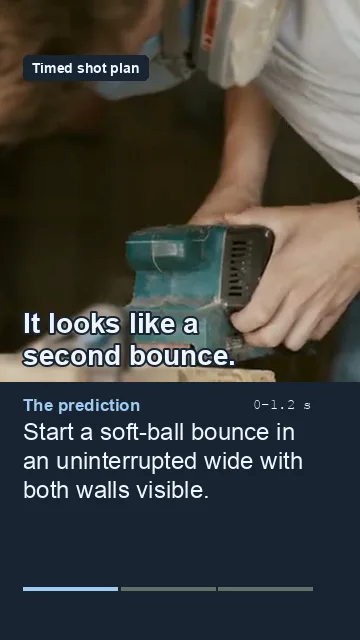 Timed shot plan
It looks like a
second bounce.
The prediction
0–1.2 s
Start a soft-ball bounce in
an uninterrupted wide with
both walls visible.